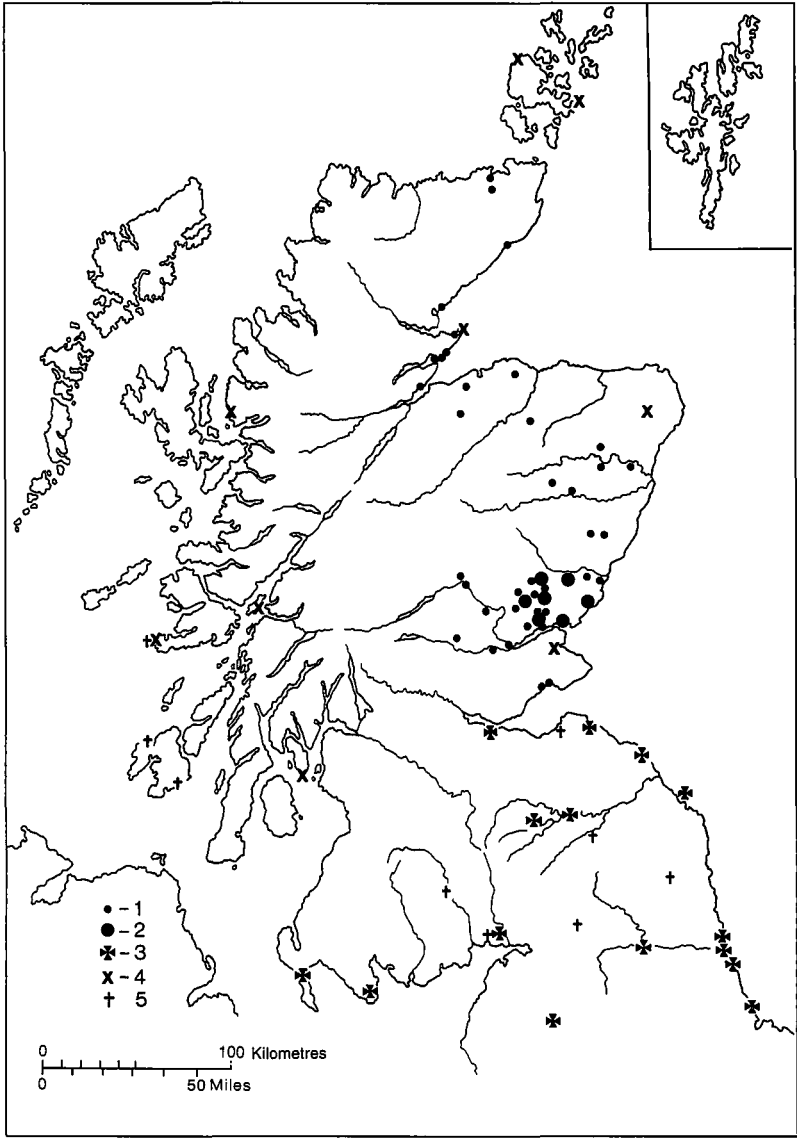 ● – 1
● – 2
✠ – 3
x – 4
† 5
0 100 Kilometres
0 50 Miles